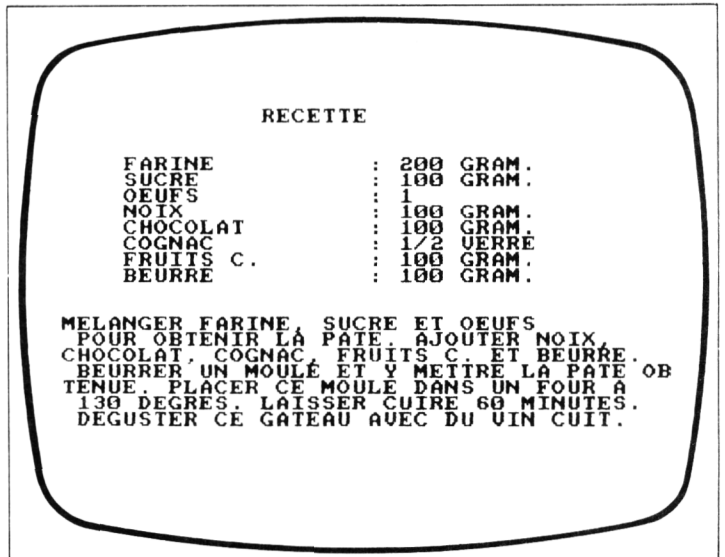 RECETTE
FARINE : 200 GRAM.
SUCRE : 100 GRAM.
OEUFS : 1
NOIX : 100 GRAM.
CHOCOLAT : 100 GRAM.
COGNAC : 1/2 VERRE
FRUITS C. : 100 GRAM.
BEURRE : 100 GRAM.
MELANGER FARINE, SUCRE ET OEUFS
POUR OBTENIR LA PATE. AJOUTER NOIX,
CHOCOLAT, COGNAC, FRUITS C. ET BEURRE.
BEURRER UN MOULE ET Y METTRE LA PATE OB
TENUE. PLACER CE MOULE DANS UN FOUR A
130 DEGRES. LAISSER CUIRE 60 MINUTES.
DEGUSTER CE GATEAU AVEC DU VIN CUIT.